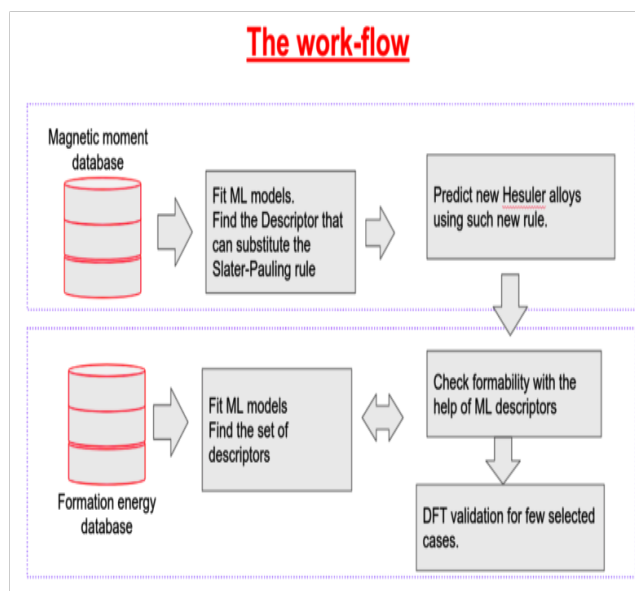 The work-flow
Magnetic moment
database
Fit ML models.
Find the Descriptor that
can substitute the
Slater-Pauling rule
Predict new Hesuler alloys
using such new rule.
Formation energy
database
Fit ML models
Find the set of
descriptors
Check formability with the
help of ML descriptors
DFT validation for few selected
cases.